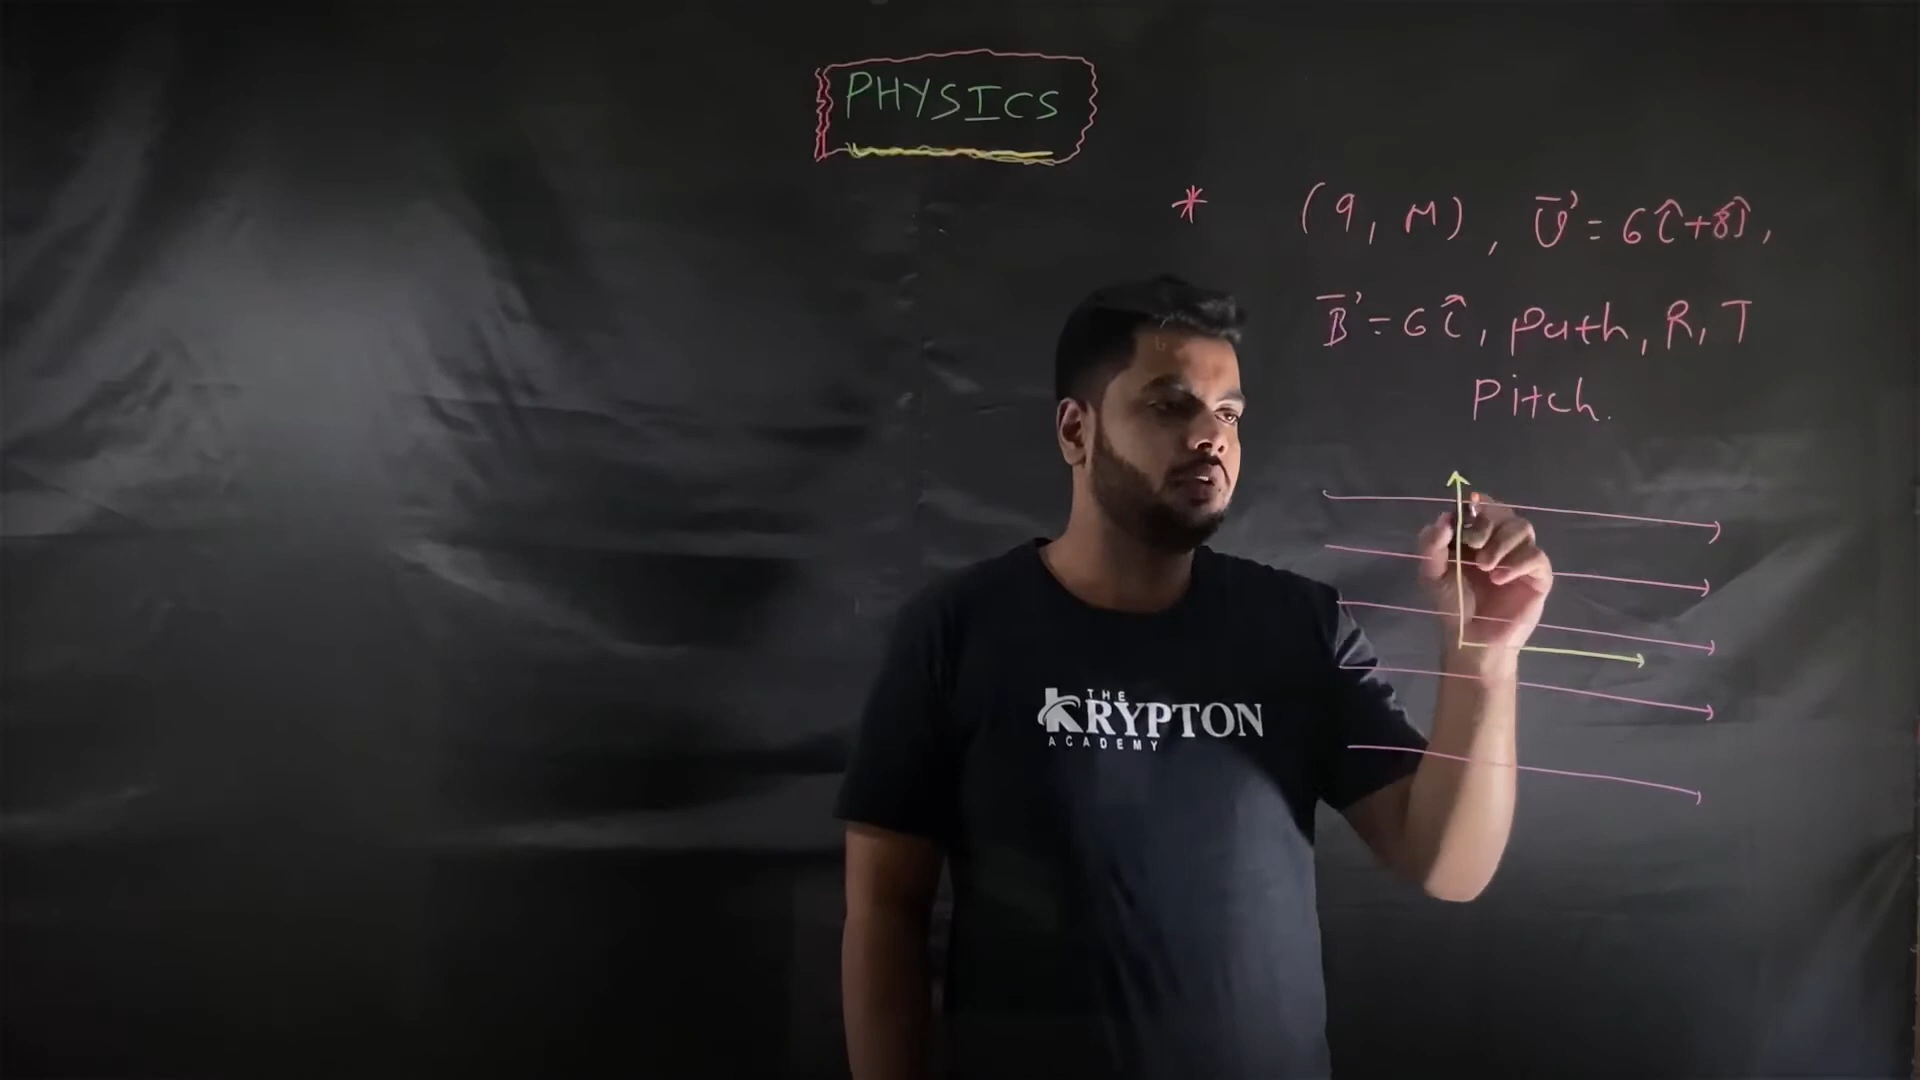 PHYSICS
* (q, M), v⃗ = 6î+8ĵ,
B⃗ = 6î, path, R, T
Pitch.
THE
KRYPTON
ACADEMY